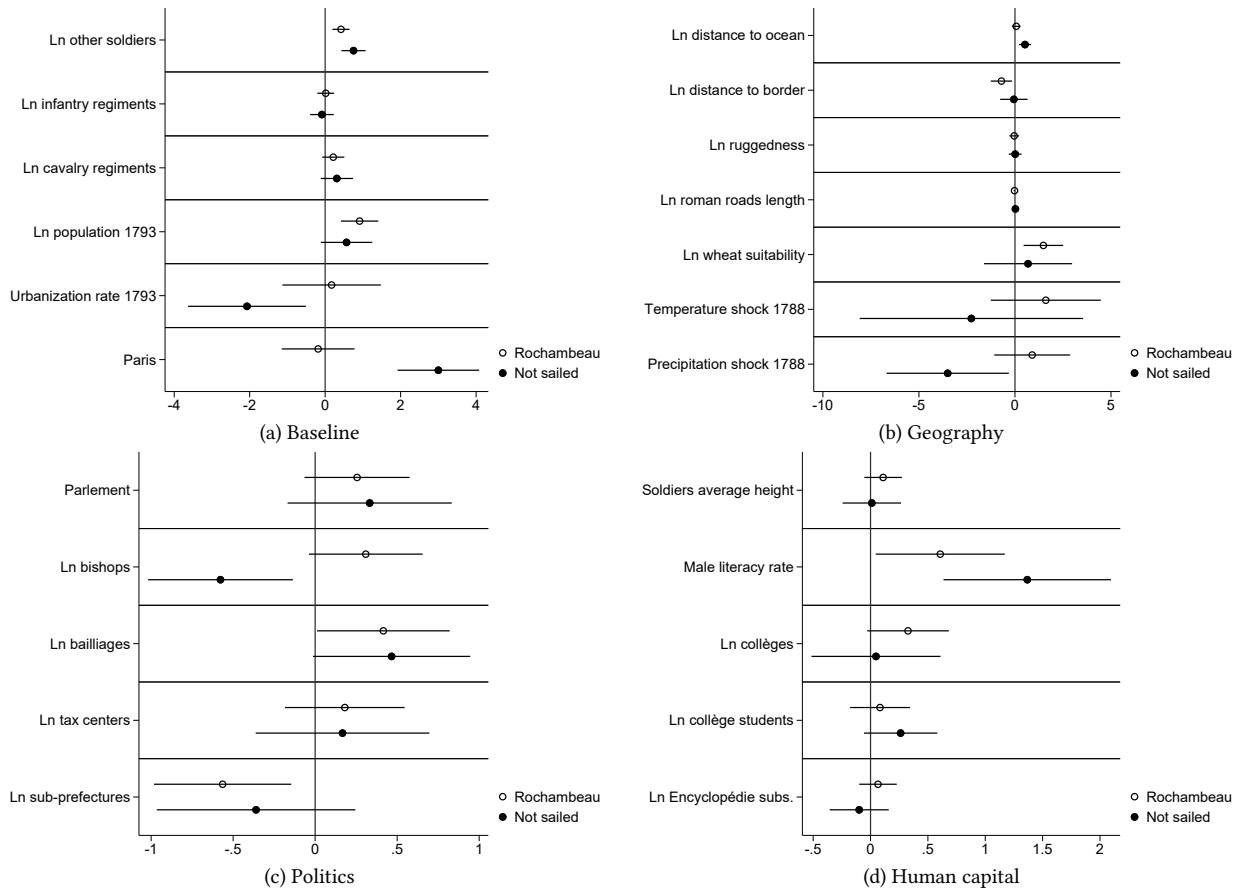 Ln other soldiers
Ln infantry regiments
Ln cavalry regiments
Ln population 1793
Urbanization rate 1793
Paris
Rochambeau
Not sailed
-4 -2 0 2 4
(a) Baseline
Ln distance to ocean
Ln distance to border
Ln ruggedness
Ln roman roads length
Ln wheat suitability
Temperature shock 1788
Precipitation shock 1788
Rochambeau
Not sailed
-10 -5 0 5
(b) Geography
Parlement
Ln bishops
Ln bailliages
Ln tax centers
Ln sub-prefectures
Rochambeau
Not sailed
-1 -.5 0 .5 1
(c) Politics
Soldiers average height
Male literacy rate
Ln collèges
Ln collège students
Ln Encyclopédie subs.
Rochambeau
Not sailed
-.5 0 .5 1 1.5 2
(d) Human capital